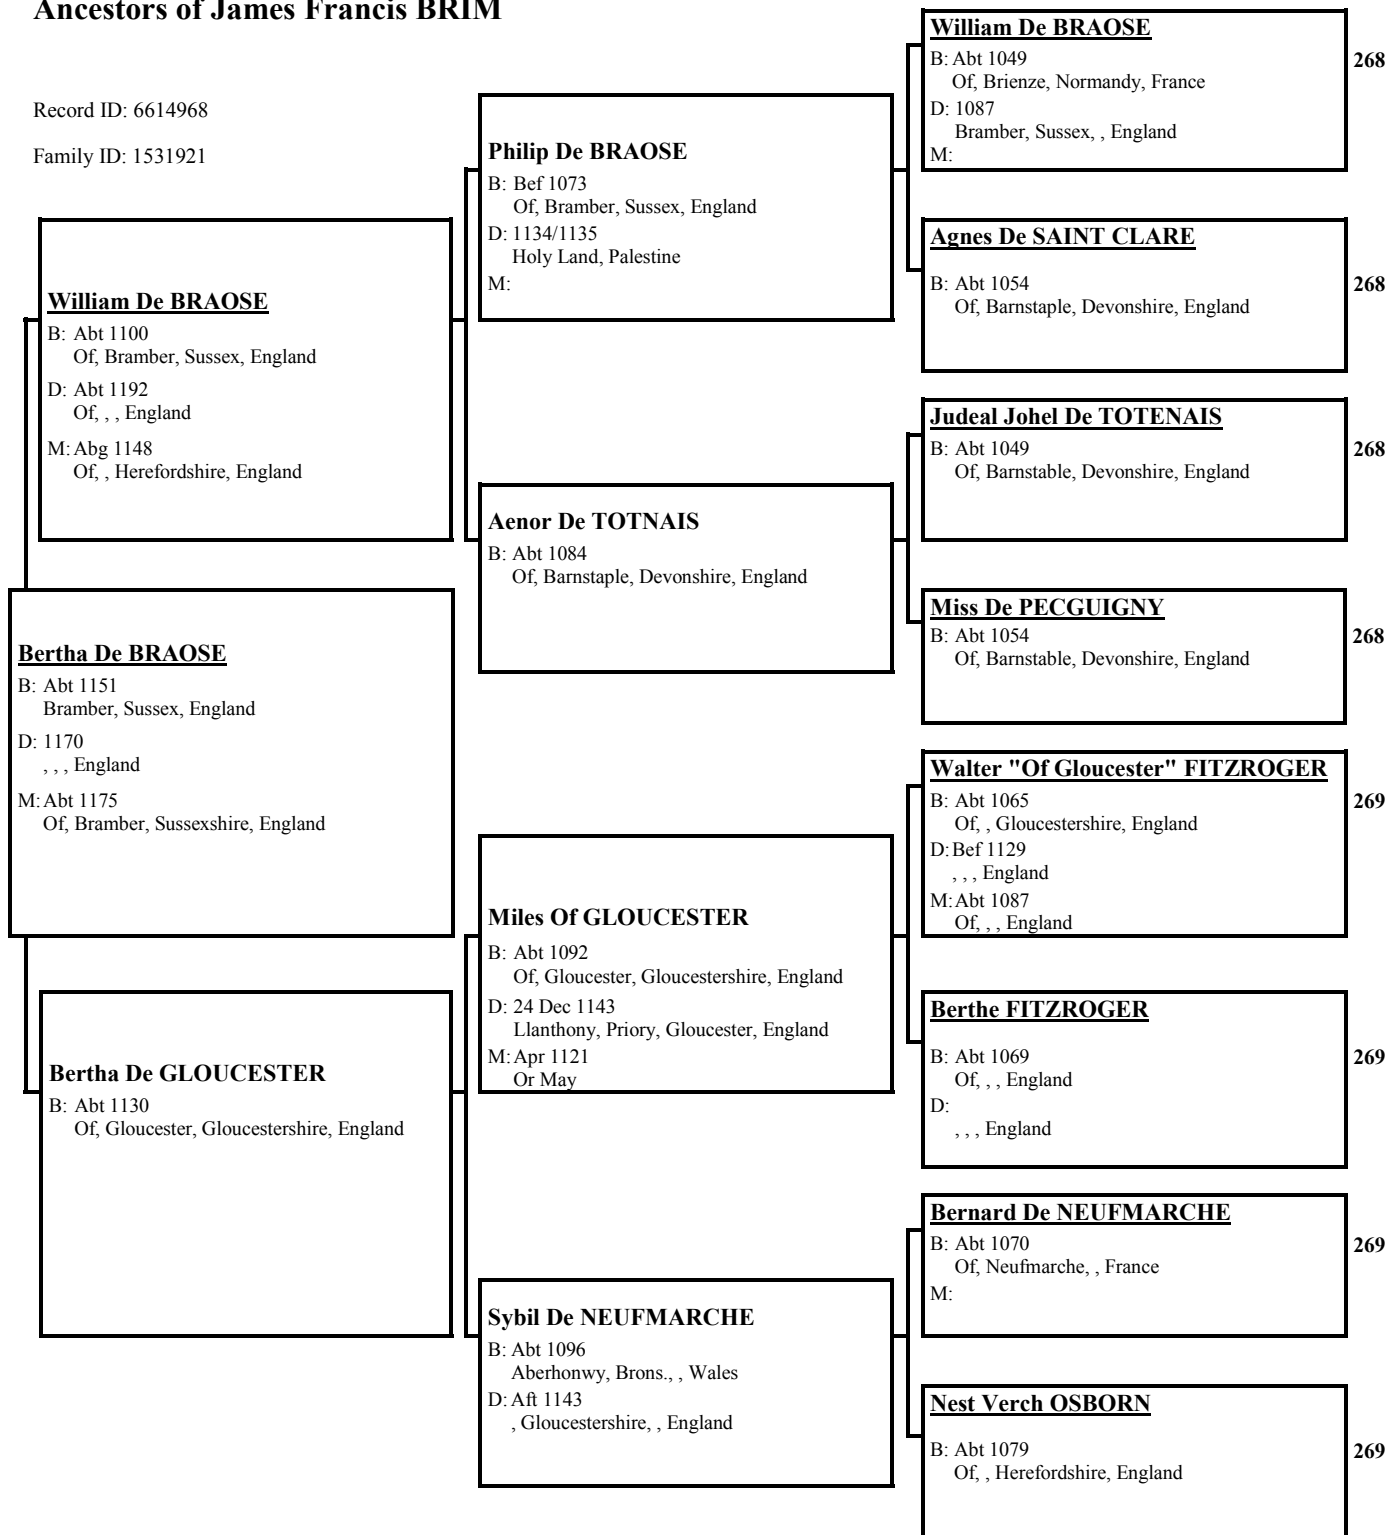 Ancestors of James Francis BRIM
Record ID: 6614968
Family ID: 1531921
William De BRAOSE
B: Abt 1100
Of, Bramber, Sussex, England
D: Abt 1192
Of, , , England
M: Abg 1148
Of, , Herefordshire, England
Bertha De BRAOSE
B: Abt 1151
Bramber, Sussex, England
D: 1170
, , , England
M: Abt 1175
Of, Bramber, Sussexshire, England
Bertha De GLOUCESTER
B: Abt 1130
Of, Gloucester, Gloucestershire, England
Philip De BRAOSE
B: Bef 1073
Of, Bramber, Sussex, England
D: 1134/1135
Holy Land, Palestine
M:
Aenor De TOTNAIS
B: Abt 1084
Of, Barnstaple, Devonshire, England
Miles Of GLOUCESTER
B: Abt 1092
Of, Gloucester, Gloucestershire, England
D: 24 Dec 1143
Llanthony, Priory, Gloucester, England
M: Apr 1121
Or May
Sybil De NEUFMARCHE
B: Abt 1096
Aberhonwy, Brons., , Wales
D: Aft 1143
, Gloucestershire, , England
William De BRAOSE
B: Abt 1049
268
Of, Brienze, Normandy, France
D: 1087
Bramber, Sussex, , England
M:
Agnes De SAINT CLARE
B: Abt 1054
268
Of, Barnstaple, Devonshire, England
Judeal Johel De TOTENAIS
B: Abt 1049
268
Of, Barnstable, Devonshire, England
Miss De PECGUIGNY
B: Abt 1054
268
Of, Barnstable, Devonshire, England
Walter "Of Gloucester" FITZROGER
B: Abt 1065
269
Of, , Gloucestershire, England
D: Bef 1129
, , , England
M: Abt 1087
Of, , , England
Berthe FITZROGER
B: Abt 1069
269
Of, , , England
D:
, , , England
Bernard De NEUFMARCHE
B: Abt 1070
269
Of, Neufmarche, , France
M:
Nest Verch OSBORN
B: Abt 1079
269
Of, , Herefordshire, England